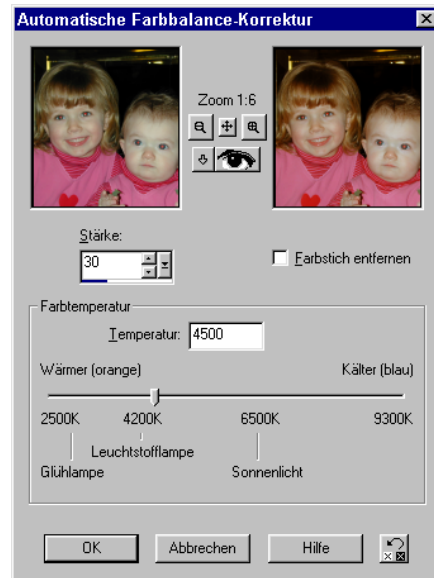 Automatische Farbbalance-Korrektur
Zoom 1:6
Stärke:
30
Farbstich entfernen
Farbtemperatur
Temperatur: 4500
Wärmer (orange) Kälter (blau)
2500K 4200K 6500K 9300K
Leuchtstofflampe
Glühlampe Sonnenlicht
OK Abbrechen Hilfe